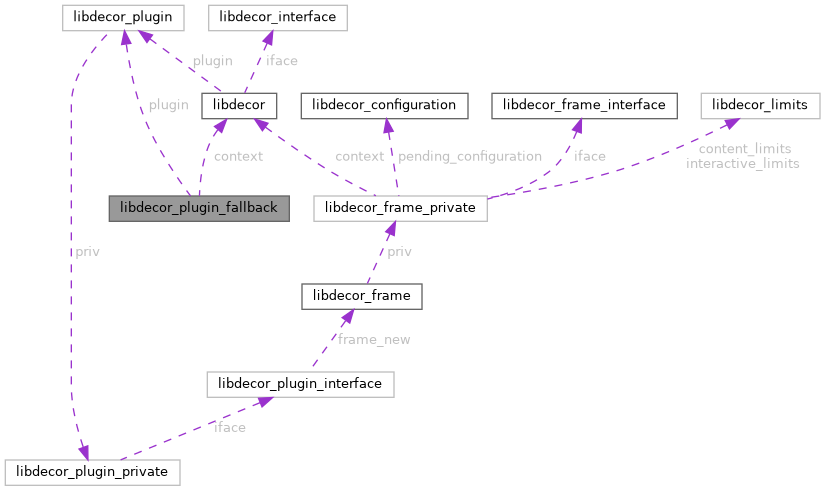 libdecor_plugin
libdecor_interface
plugin
iface
libdecor
libdecor_configuration
libdecor_frame_interface
libdecor_limits
plugin
context
context
pending_configuration
iface
content_limits
interactive_limits
libdecor_plugin_fallback
libdecor_frame_private
priv
priv
libdecor_frame
frame_new
libdecor_plugin_interface
iface
libdecor_plugin_private